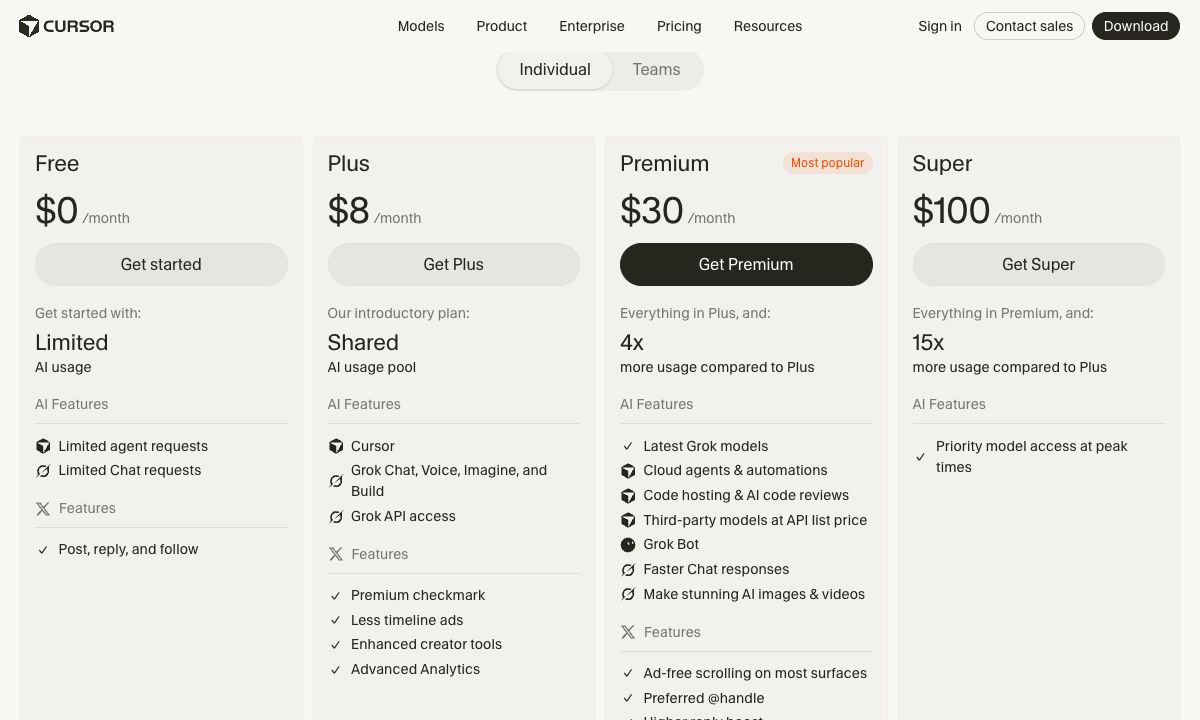 CURSOR
Models
Product
Enterprise
Pricing
Resources
Sign in
Contact sales
Download
Individual
Teams
Free
$0 /month
Get started
Get started with:
Limited
AI usage
AI Features
Limited agent requests
Limited Chat requests
Features
Post, reply, and follow
Plus
$8 /month
Get Plus
Our introductory plan:
Shared
AI usage pool
AI Features
Cursor
Grok Chat, Voice, Imagine, and
Build
Grok API access
Features
Premium checkmark
Less timeline ads
Enhanced creator tools
Advanced Analytics
Premium
Most popular
$30 /month
Get Premium
Everything in Plus, and:
4x
more usage compared to Plus
AI Features
Latest Grok models
Cloud agents & automations
Code hosting & AI code reviews
Third-party models at API list price
Grok Bot
Faster Chat responses
Make stunning AI images & videos
Features
Ad-free scrolling on most surfaces
Preferred @handle
Higher reply boost
Super
$100 /month
Get Super
Everything in Premium, and:
15x
more usage compared to Plus
AI Features
Priority model access at peak
times